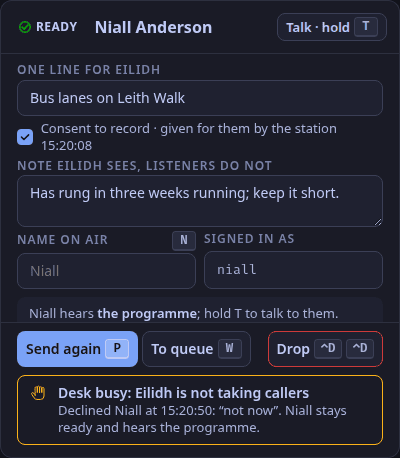 READY Niall Anderson Talk · hold T
ONE LINE FOR EILIDH
Bus lanes on Leith Walk
Consent to record · given for them by the station
15:20:08
NOTE EILIDH SEES, LISTENERS DO NOT
Has rung in three weeks running; keep it short.
NAME ON AIR N SIGNED IN AS
Niall niall
Niall hears the programme; hold T to talk to them.
Send again P To queue W Drop ^D ^D
Desk busy: Eilidh is not taking callers
Declined Niall at 15:20:50: “not now”. Niall stays
ready and hears the programme.